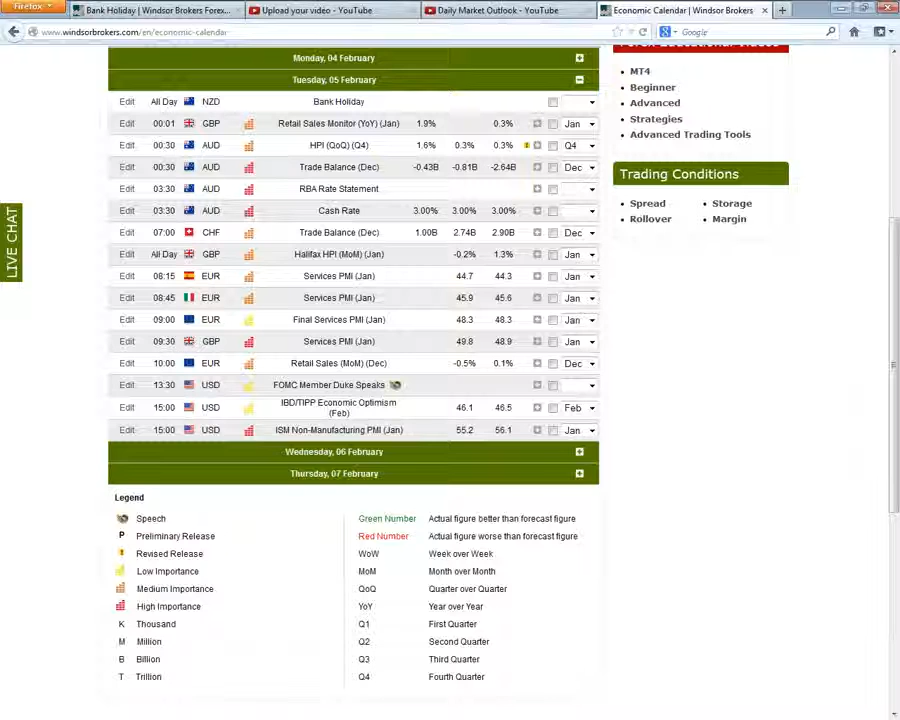 Firefox
Bank Holiday | Windsor Brokers Forex...
Upload your video - YouTube
Daily Market Outlook - YouTube
Economic Calendar | Windsor Brokers
www.windsorbrokers.com/en/economic-calendar
Google
LIVE CHAT
Monday, 04 February
Tuesday, 05 February
Edit All Day NZD Bank Holiday
Edit 00:01 GBP Retail Sales Monitor (YoY) (Jan) 1.9% 0.3% Jan
Edit 00:30 AUD HPI (QoQ) (Q4) 1.6% 0.3% 0.3% Q4
Edit 00:30 AUD Trade Balance (Dec) -0.43B -0.81B -2.64B Dec
Edit 03:30 AUD RBA Rate Statement
Edit 03:30 AUD Cash Rate 3.00% 3.00% 3.00%
Edit 07:00 CHF Trade Balance (Dec) 1.00B 2.74B 2.90B Dec
Edit All Day GBP Halifax HPI (MoM) (Jan) -0.2% 1.3% Jan
Edit 08:15 EUR Services PMI (Jan) 44.7 44.3 Jan
Edit 08:45 EUR Services PMI (Jan) 45.9 45.6 Jan
Edit 09:00 EUR Final Services PMI (Jan) 48.3 48.3 Jan
Edit 09:30 GBP Services PMI (Jan) 49.8 48.9 Jan
Edit 10:00 EUR Retail Sales (MoM) (Dec) -0.5% 0.1% Dec
Edit 13:30 USD FOMC Member Duke Speaks
Edit 15:00 USD IBD/TIPP Economic Optimism (Feb) 46.1 46.5 Feb
Edit 15:00 USD ISM Non-Manufacturing PMI (Jan) 55.2 56.1 Jan
Wednesday, 06 February
Thursday, 07 February
Legend
Speech
P Preliminary Release
Revised Release
Low Importance
Medium Importance
High Importance
K Thousand
M Million
B Billion
T Trillion
Green Number Actual figure better than forecast figure
Red Number Actual figure worse than forecast figure
WoW Week over Week
MoM Month over Month
QoQ Quarter over Quarter
YoY Year over Year
Q1 First Quarter
Q2 Second Quarter
Q3 Third Quarter
Q4 Fourth Quarter
MT4
Beginner
Advanced
Strategies
Advanced Trading Tools
Trading Conditions
Spread
Storage
Rollover
Margin